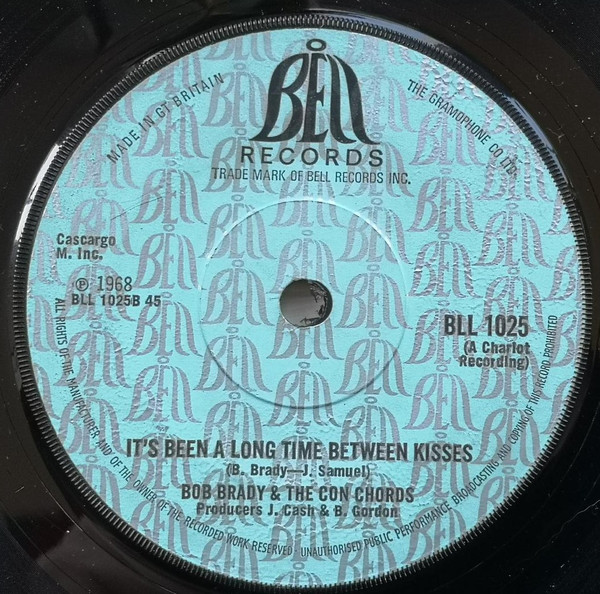 BELL
RECORDS
TRADE MARK OF BELL RECORDS INC.
MADE IN GT BRITAIN
THE GRAMOPHONE CO LTD.
Cascargo
M. Inc.
℗ 1968
BLL 1025B 45
BLL 1025
(A Chariot
Recording)
IT'S BEEN A LONG TIME BETWEEN KISSES
(B. Brady—J. Samuel)
BOB BRADY & THE CON CHORDS
Producers J. Cash & B. Gordon
ALL RIGHTS OF THE MANUFACTURER AND OF THE OWNER OF THE RECORDED WORK RESERVED · UNAUTHORISED PUBLIC PERFORMANCE BROADCASTING AND COPYING OF THIS RECORD PROHIBITED